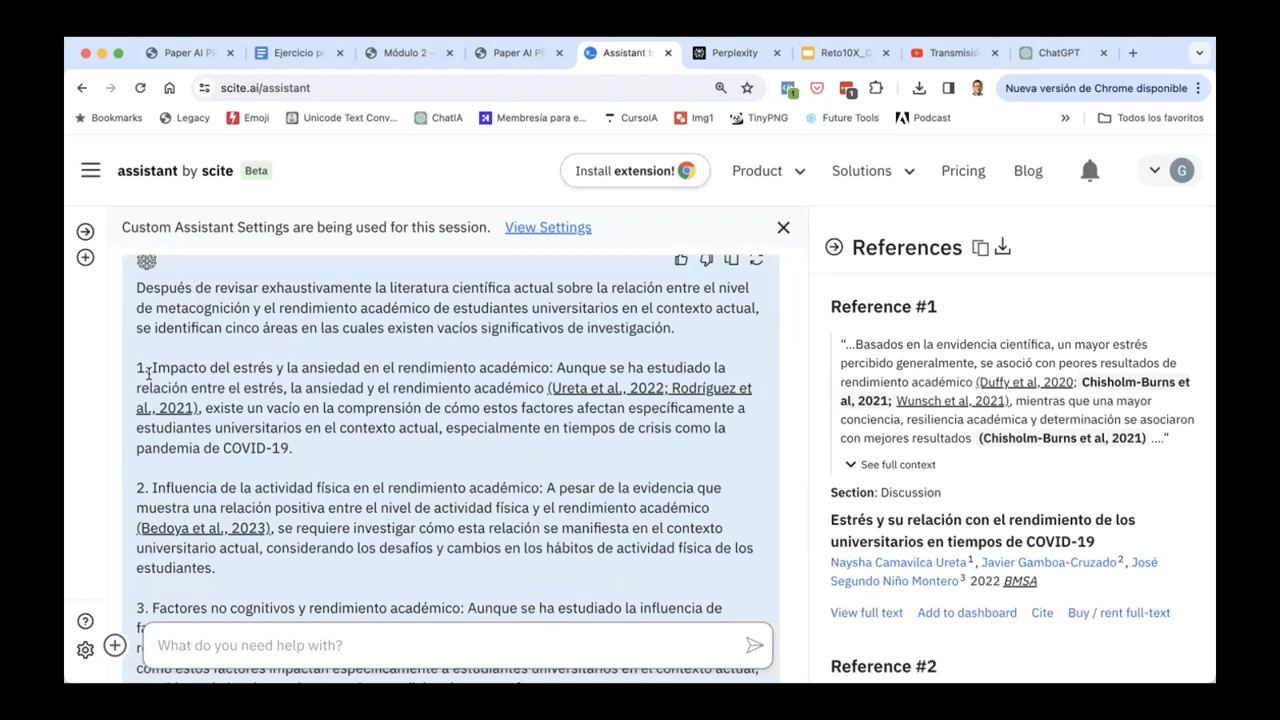 Paper AI P
Ejercicio p
Módulo 2 –
Paper AI P
Assistant b
Perplexity
Reto10X_
Transmisió
ChatGPT
scite.ai/assistant
Nueva versión de Chrome disponible
Bookmarks
Legacy
Emoji
Unicode Text Conv...
ChatIA
Membresía para e...
CursoIA
Img1
TinyPNG
Future Tools
Podcast
Todos los favoritos
assistant by scite Beta
Install extension!
Product
Solutions
Pricing
Blog
G
Custom Assistant Settings are being used for this session. View Settings
Después de revisar exhaustivamente la literatura científica actual sobre la relación entre el nivel
de metacognición y el rendimiento académico de estudiantes universitarios en el contexto actual,
se identifican cinco áreas en las cuales existen vacíos significativos de investigación.
1. Impacto del estrés y la ansiedad en el rendimiento académico: Aunque se ha estudiado la
relación entre el estrés, la ansiedad y el rendimiento académico (Ureta et al., 2022; Rodríguez et
al., 2021), existe un vacío en la comprensión de cómo estos factores afectan específicamente a
estudiantes universitarios en el contexto actual, especialmente en tiempos de crisis como la
pandemia de COVID-19.
2. Influencia de la actividad física en el rendimiento académico: A pesar de la evidencia que
muestra una relación positiva entre el nivel de actividad física y el rendimiento académico
(Bedoya et al., 2023), se requiere investigar cómo esta relación se manifiesta en el contexto
universitario actual, considerando los desafíos y cambios en los hábitos de actividad física de los
estudiantes.
3. Factores no cognitivos y rendimiento académico: Aunque se ha estudiado la influencia de
What do you need help with?
cómo estos factores impactan específicamente a estudiantes universitarios en el contexto actual,
References
Reference #1
“...Basados en la envidencia científica, un mayor estrés
percibido generalmente, se asoció con peores resultados de
rendimiento académico (Duffy et al, 2020; Chisholm-Burns et
al, 2021; Wunsch et al, 2021), mientras que una mayor
conciencia, resiliencia académica y determinación se asociaron
con mejores resultados (Chisholm-Burns et al, 2021) ....”
See full context
Section: Discussion
Estrés y su relación con el rendimiento de los
universitarios en tiempos de COVID-19
Naysha Camavilca Ureta1, Javier Gamboa-Cruzado2, José
Segundo Niño Montero3 2022 BMSA
View full text Add to dashboard Cite Buy / rent full-text
Reference #2